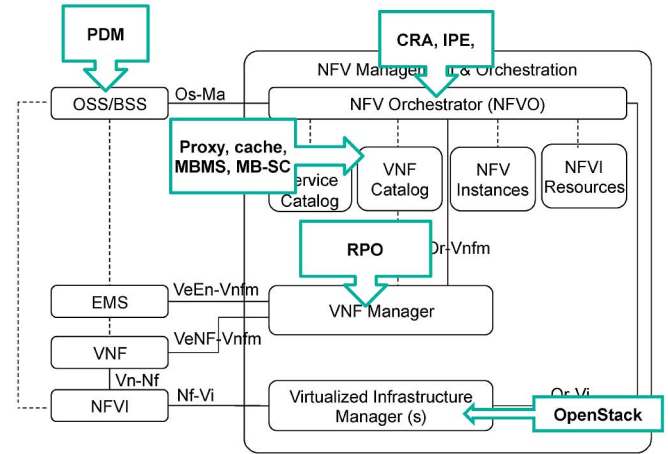 PDM
CRA, IPE,
NFV Manage t & Orchestration
OSS/BSS
Os-Ma
NFV Orchestrator (NFVO)
Proxy, cache,
MBMS, MB-SC
ervice
Catalog
VNF
Catalog
NFV
Instances
NFVI
Resources
RPO
Or-Vnfm
EMS
VeEn-Vnfm
VNF Manager
VNF
VeNF-Vnfm
Vn-Nf
NFVI
Nf-Vi
Virtualized Infrastructure
Manager (s)
Or-Vi
OpenStack